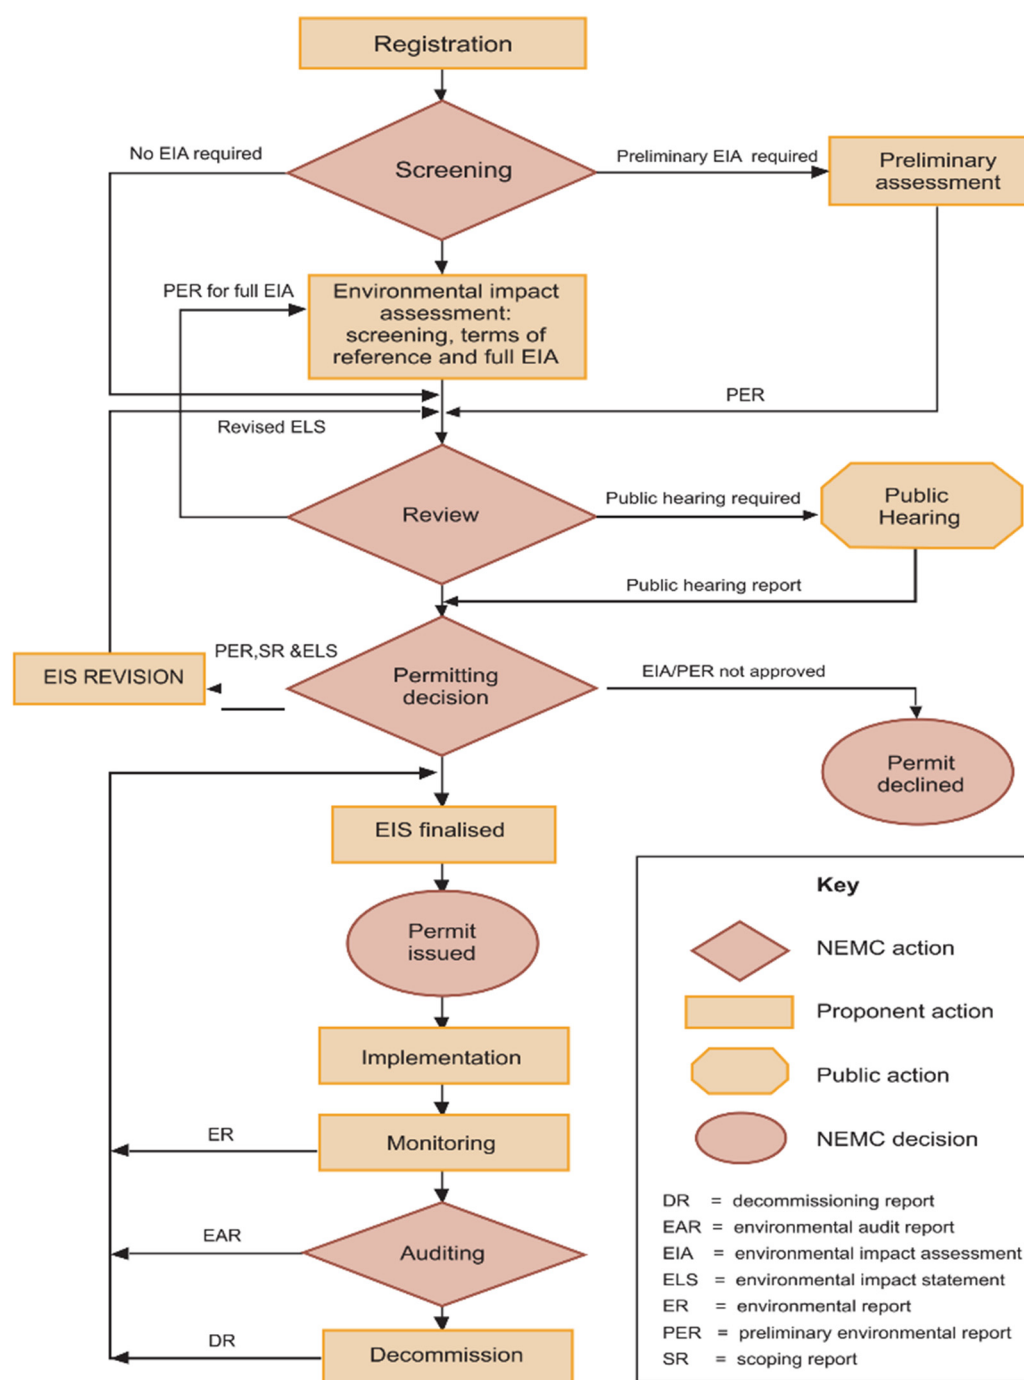 Registration
No EIA required
Screening
Preliminary EIA required
Preliminary
assessment
PER for full EIA
Environmental impact
assessment:
screening, terms of
reference and full EIA
PER
Revised ELS
Review
Public hearing required
Public
Hearing
Public hearing report
EIS REVISION
PER,SR &ELS
Permitting
decision
EIA/PER not approved
Permit
declined
EIS finalised
Permit
issued
Implementation
ER
Monitoring
EAR
Auditing
DR
Decommission
Key
NEMC action
Proponent action
Public action
NEMC decision
DR = decommissioning report
EAR = environmental audit report
EIA = environmental impact assessment
ELS = environmental impact statement
ER = environmental report
PER = preliminary environmental report
SR = scoping report